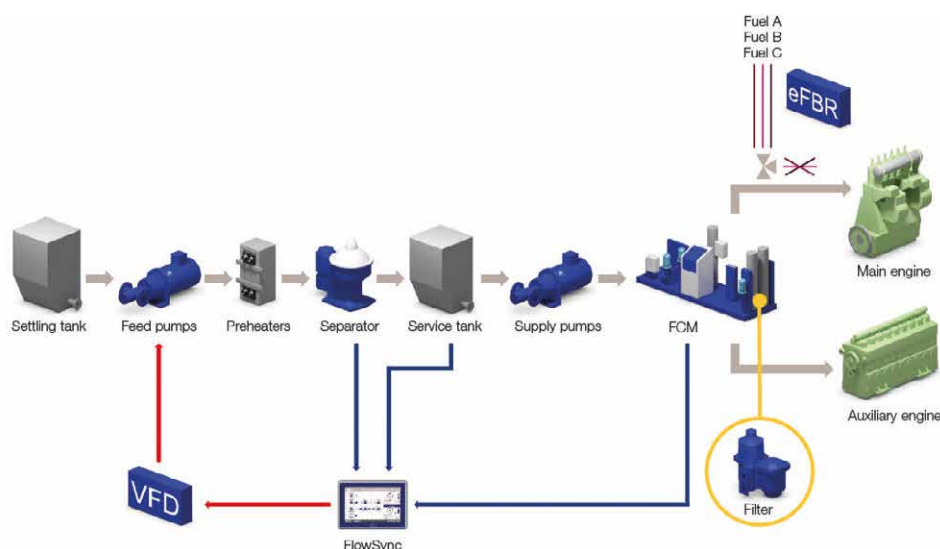 Fuel A
Fuel B
Fuel C
eFBR
Main engine
Settling tank
Feed pumps
Preheaters
Separator
Service tank
Supply pumps
FCM
Auxiliary engine
VFD
Filter
FlowSync